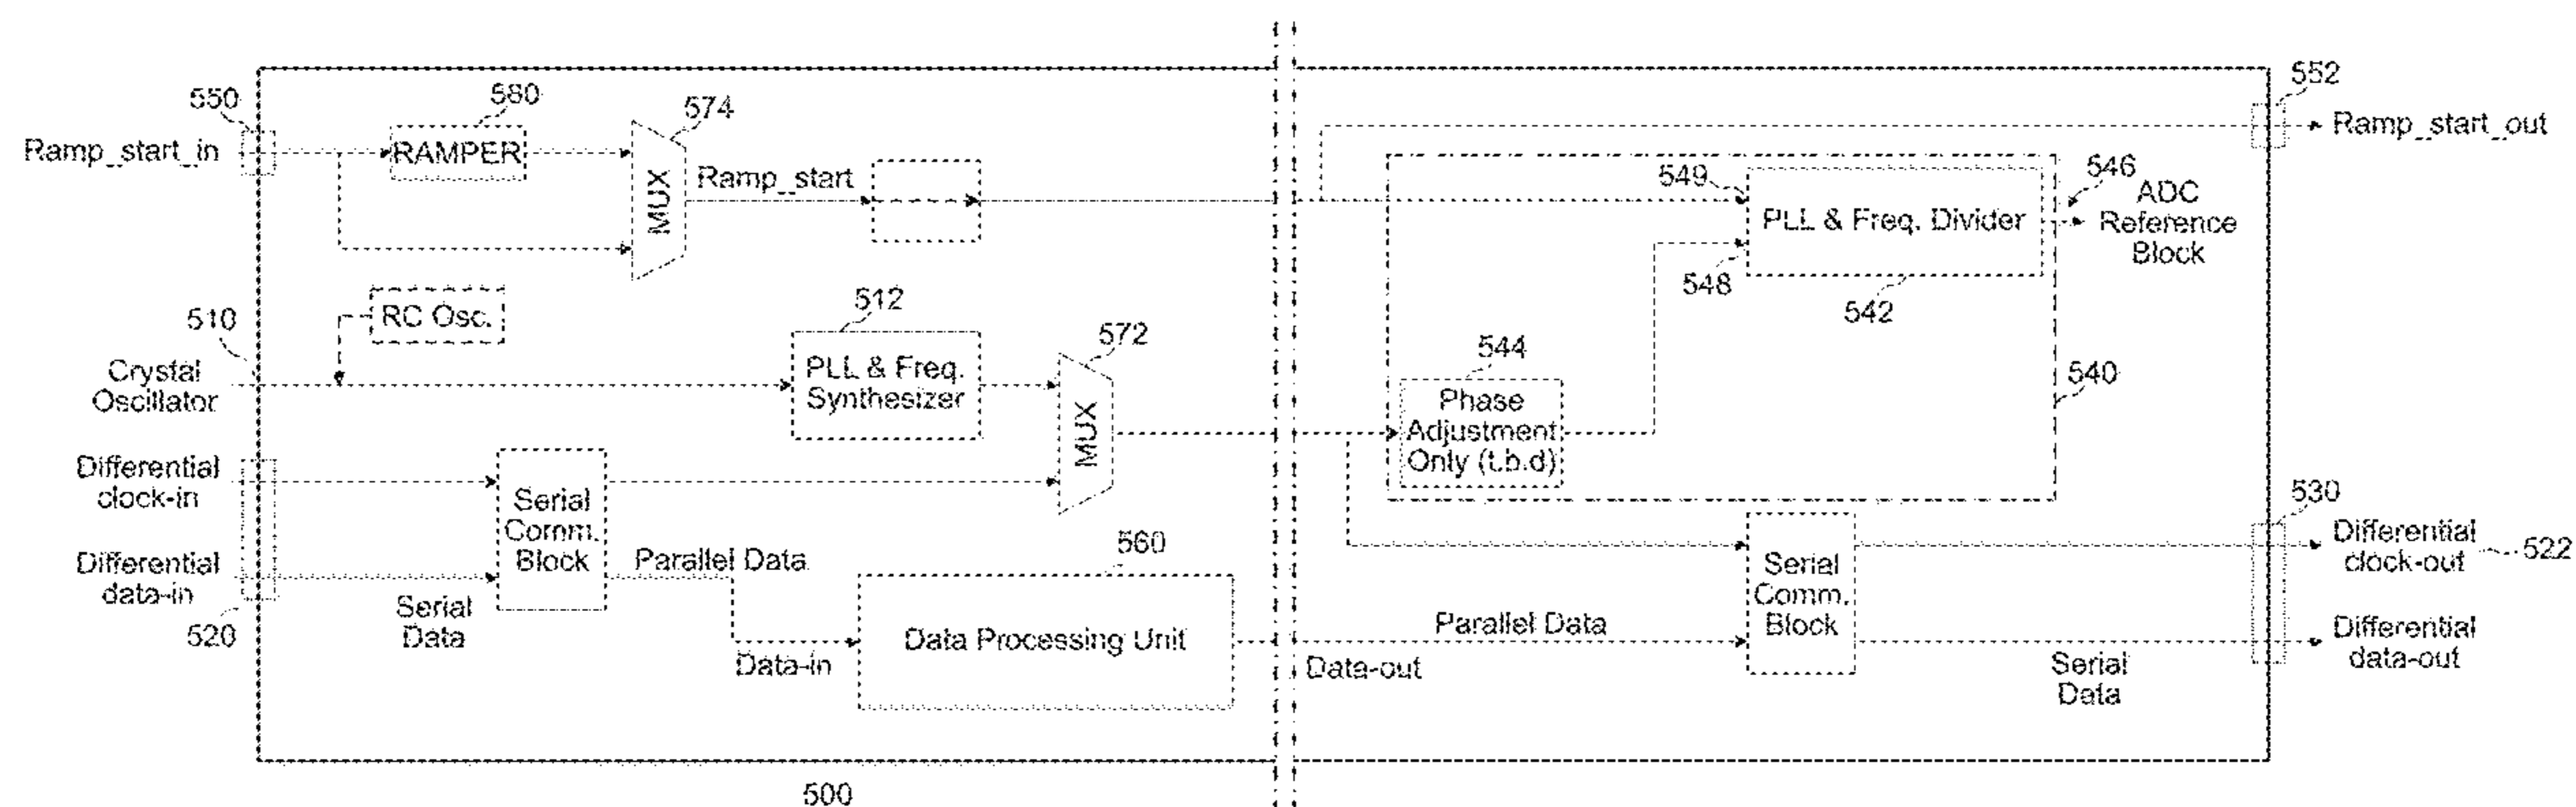 552
550
580
574
Ramp_start_in
RAMPER
MUX
Ramp_start
Ramp_start_out
549
546
PLL & Freq. Divider
ADC
Reference
Block
548
542
RC Osc.
510
512
572
Crystal
Oscillator
PLL & Freq.
Synthesizer
MUX
544
Phase
Adjustment
Only (t.b.d)
540
Differential
clock-in
Serial
Comm.
Block
530
Differential
clock-out
522
Differential
data-in
520
Serial
Data
Parallel Data
560
Data-in
Data Processing Unit
Data-out
Parallel Data
Serial
Comm.
Block
Serial
Data
Differential
data-out
500